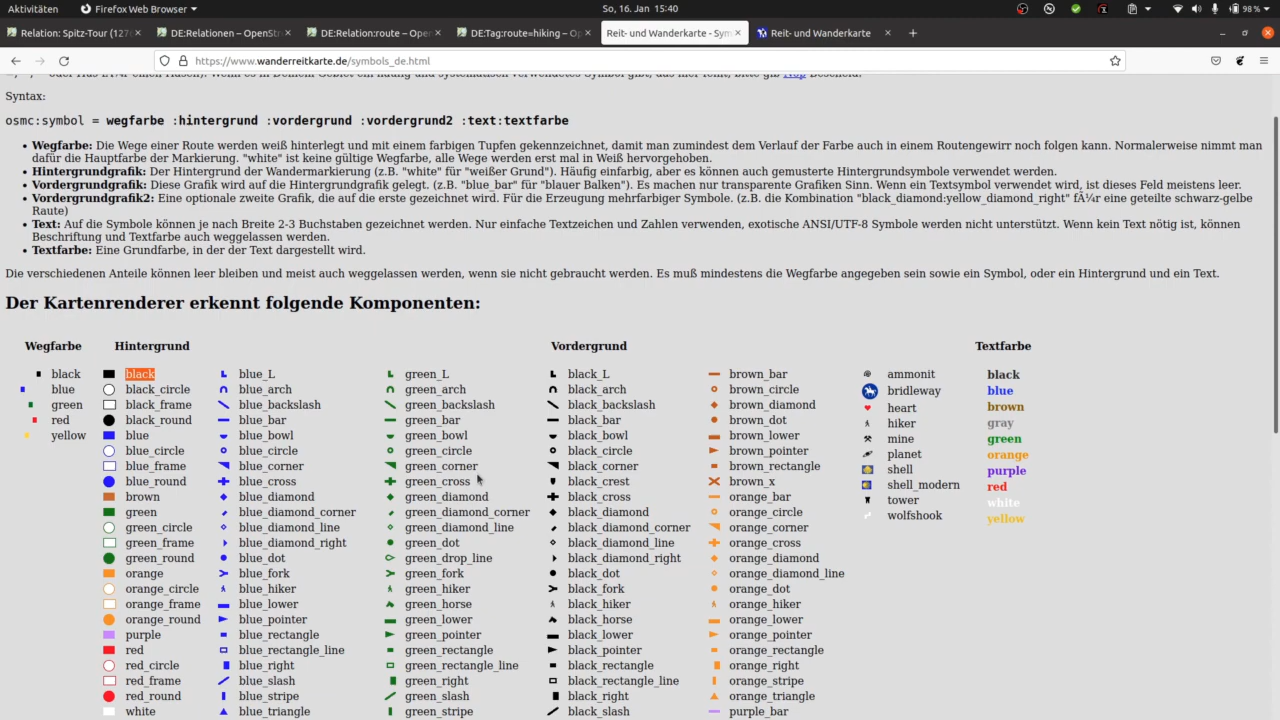 Aktivitäten
Firefox Web Browser
So, 16. Jan 15:40
98 %
Relation: Spitz-Tour (127
DE:Relationen – OpenStr
DE:Relation:route – Open
DE:Tag:route=hiking – Op
Reit- und Wanderkarte - Sym
Reit- und Wanderkarte
https://www.wanderreitkarte.de/symbols_de.html
Syntax:
osmc:symbol = wegfarbe :hintergrund :vordergrund :vordergrund2 :text:textfarbe
Wegfarbe: Die Wege einer Route werden weiß hinterlegt und mit einem farbigen Tupfen gekennzeichnet, damit man zumindest dem Verlauf der Farbe auch in einem Routengewirr noch folgen kann. Normalerweise nimmt man
dafür die Hauptfarbe der Markierung. "white" ist keine gültige Wegfarbe, alle Wege werden erst mal in Weiß hervorgehoben.
Hintergrundgrafik: Der Hintergrund der Wandermarkierung (z.B. "white" für "weißer Grund"). Häufig einfarbig, aber es können auch gemusterte Hintergrundsymbole verwendet werden.
Vordergrundgrafik: Diese Grafik wird auf die Hintergrundgrafik gelegt. (z.B. "blue_bar" für "blauer Balken"). Es machen nur transparente Grafiken Sinn. Wenn ein Textsymbol verwendet wird, ist dieses Feld meistens leer.
Vordergrundgrafik2: Eine optionale zweite Grafik, die auf die erste gezeichnet wird. Für die Erzeugung mehrfarbiger Symbole. (z.B. die Kombination "black_diamond:yellow_diamond_right" fÃ¼r eine geteilte schwarz-gelbe
Raute)
Text: Auf die Symbole können je nach Breite 2-3 Buchstaben gezeichnet werden. Nur einfache Textzeichen und Zahlen verwenden, exotische ANSI/UTF-8 Symbole werden nicht unterstützt. Wenn kein Text nötig ist, können
Beschriftung und Textfarbe auch weggelassen werden.
Textfarbe: Eine Grundfarbe, in der der Text dargestellt wird.
Die verschiedenen Anteile können leer bleiben und meist auch weggelassen werden, wenn sie nicht gebraucht werden. Es muß mindestens die Wegfarbe angegeben sein sowie ein Symbol, oder ein Hintergrund und ein Text.
Der Kartenrenderer erkennt folgende Komponenten:
Wegfarbe Hintergrund Vordergrund Textfarbe
black black blue_L green_L black_L brown_bar ammonit black
blue black_circle blue_arch green_arch black_arch brown_circle bridleway blue
green black_frame blue_backslash green_backslash black_backslash brown_diamond heart brown
red black_round blue_bar green_bar black_bar brown_dot hiker gray
yellow blue blue_bowl green_bowl black_bowl brown_lower mine green
blue_circle blue_circle green_circle black_circle brown_pointer planet orange
blue_frame blue_corner green_corner black_corner brown_rectangle shell purple
blue_round blue_cross green_cross black_crest brown_x shell_modern red
brown blue_diamond green_diamond black_cross orange_bar tower white
green blue_diamond_corner green_diamond_corner black_diamond orange_circle wolfshook yellow
green_circle blue_diamond_line green_diamond_line black_diamond_corner orange_corner
green_frame blue_diamond_right green_dot black_diamond_line orange_cross
green_round blue_dot green_drop_line black_diamond_right orange_diamond
orange blue_fork green_fork black_dot orange_diamond_line
orange_circle blue_hiker green_hiker black_fork orange_dot
orange_frame blue_lower green_horse black_hiker orange_hiker
orange_round blue_pointer green_lower black_horse orange_lower
purple blue_rectangle green_pointer black_lower orange_pointer
red blue_rectangle_line green_rectangle black_pointer orange_rectangle
red_circle blue_right green_rectangle_line black_rectangle orange_right
red_frame blue_slash green_right black_rectangle_line orange_stripe
red_round blue_stripe green_slash black_right orange_triangle
white blue_triangle green_stripe black_slash purple_bar